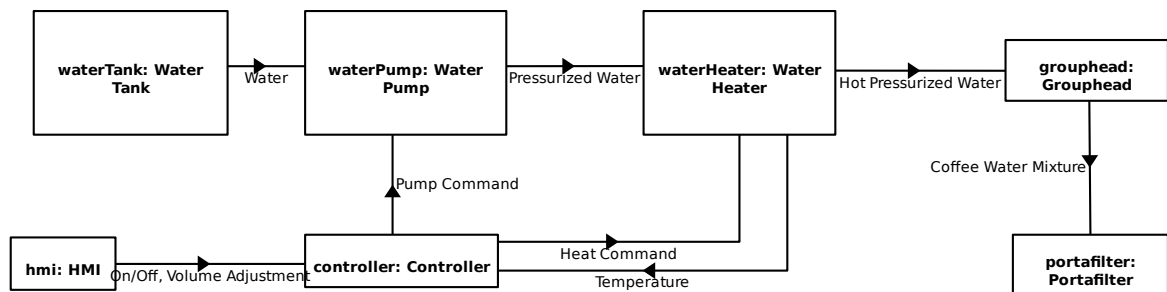 waterTank: Water
Tank
Water
waterPump: Water
Pump
Pressurized Water
waterHeater: Water
Heater
Hot Pressurized Water
grouphead:
Grouphead
Coffee Water Mixture
Pump Command
hmi: HMI
On/Off, Volume Adjustment
controller: Controller
Heat Command
Temperature
portafilter:
Portafilter